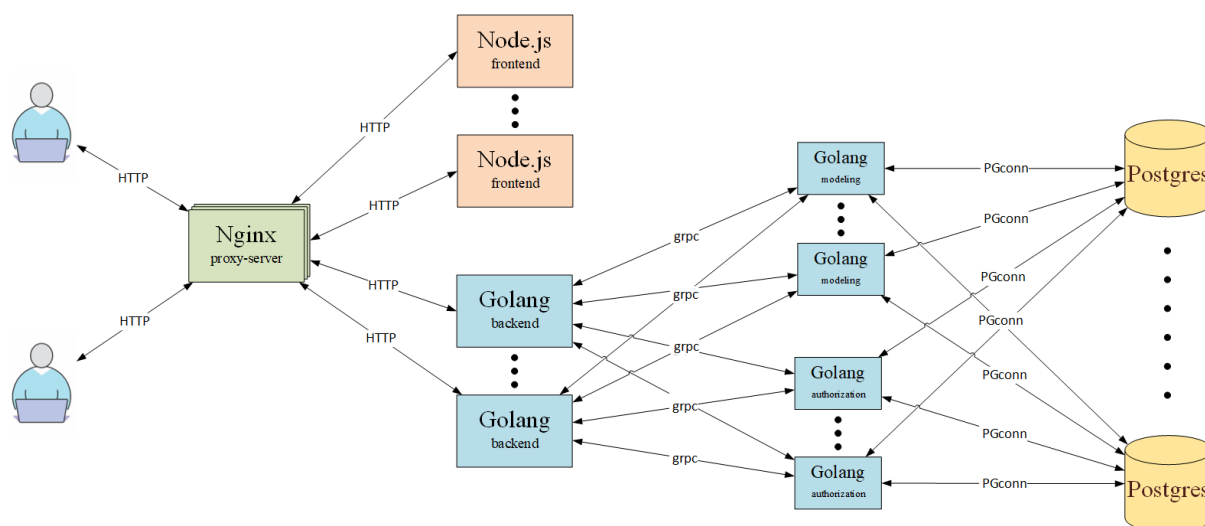 Node.js
frontend
HTTP
Node.js
frontend
HTTP
HTTP
Nginx
proxy-server
HTTP
HTTP
HTTP
Golang
backend
Golang
backend
grpc
grpc
grpc
grpc
grpc
Golang
modeling
Golang
modeling
Golang
authorization
Golang
authorization
PGconn
PGconn
PGconn
PGconn
PGconn
PGconn
PGconn
Postgres
Postgres